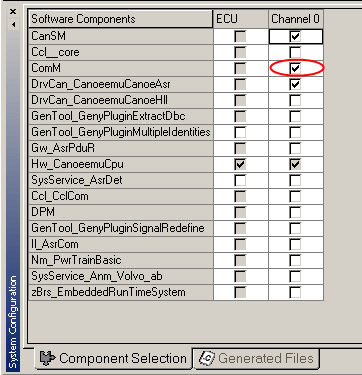 Software Components ECU Channel 0
CanSM
Ccl__core
ComM
DrvCan_CanoeemuCanoeAsr
DrvCan_CanoeemuCanoeHll
GenTool_GenyPluginExtractDbc
GenTool_GenyPluginMultipleIdentities
Gw_AsrPduR
Hw_CanoeemuCpu
SysService_AsrDet
Ccl_CclCom
DPM
GenTool_GenyPluginSignalRedefine
Il_AsrCom
Nm_PwrTrainBasic
SysService_Anm_Volvo_ab
zBrs_EmbeddedRunTimeSystem
System Configuration
Component Selection Generated Files